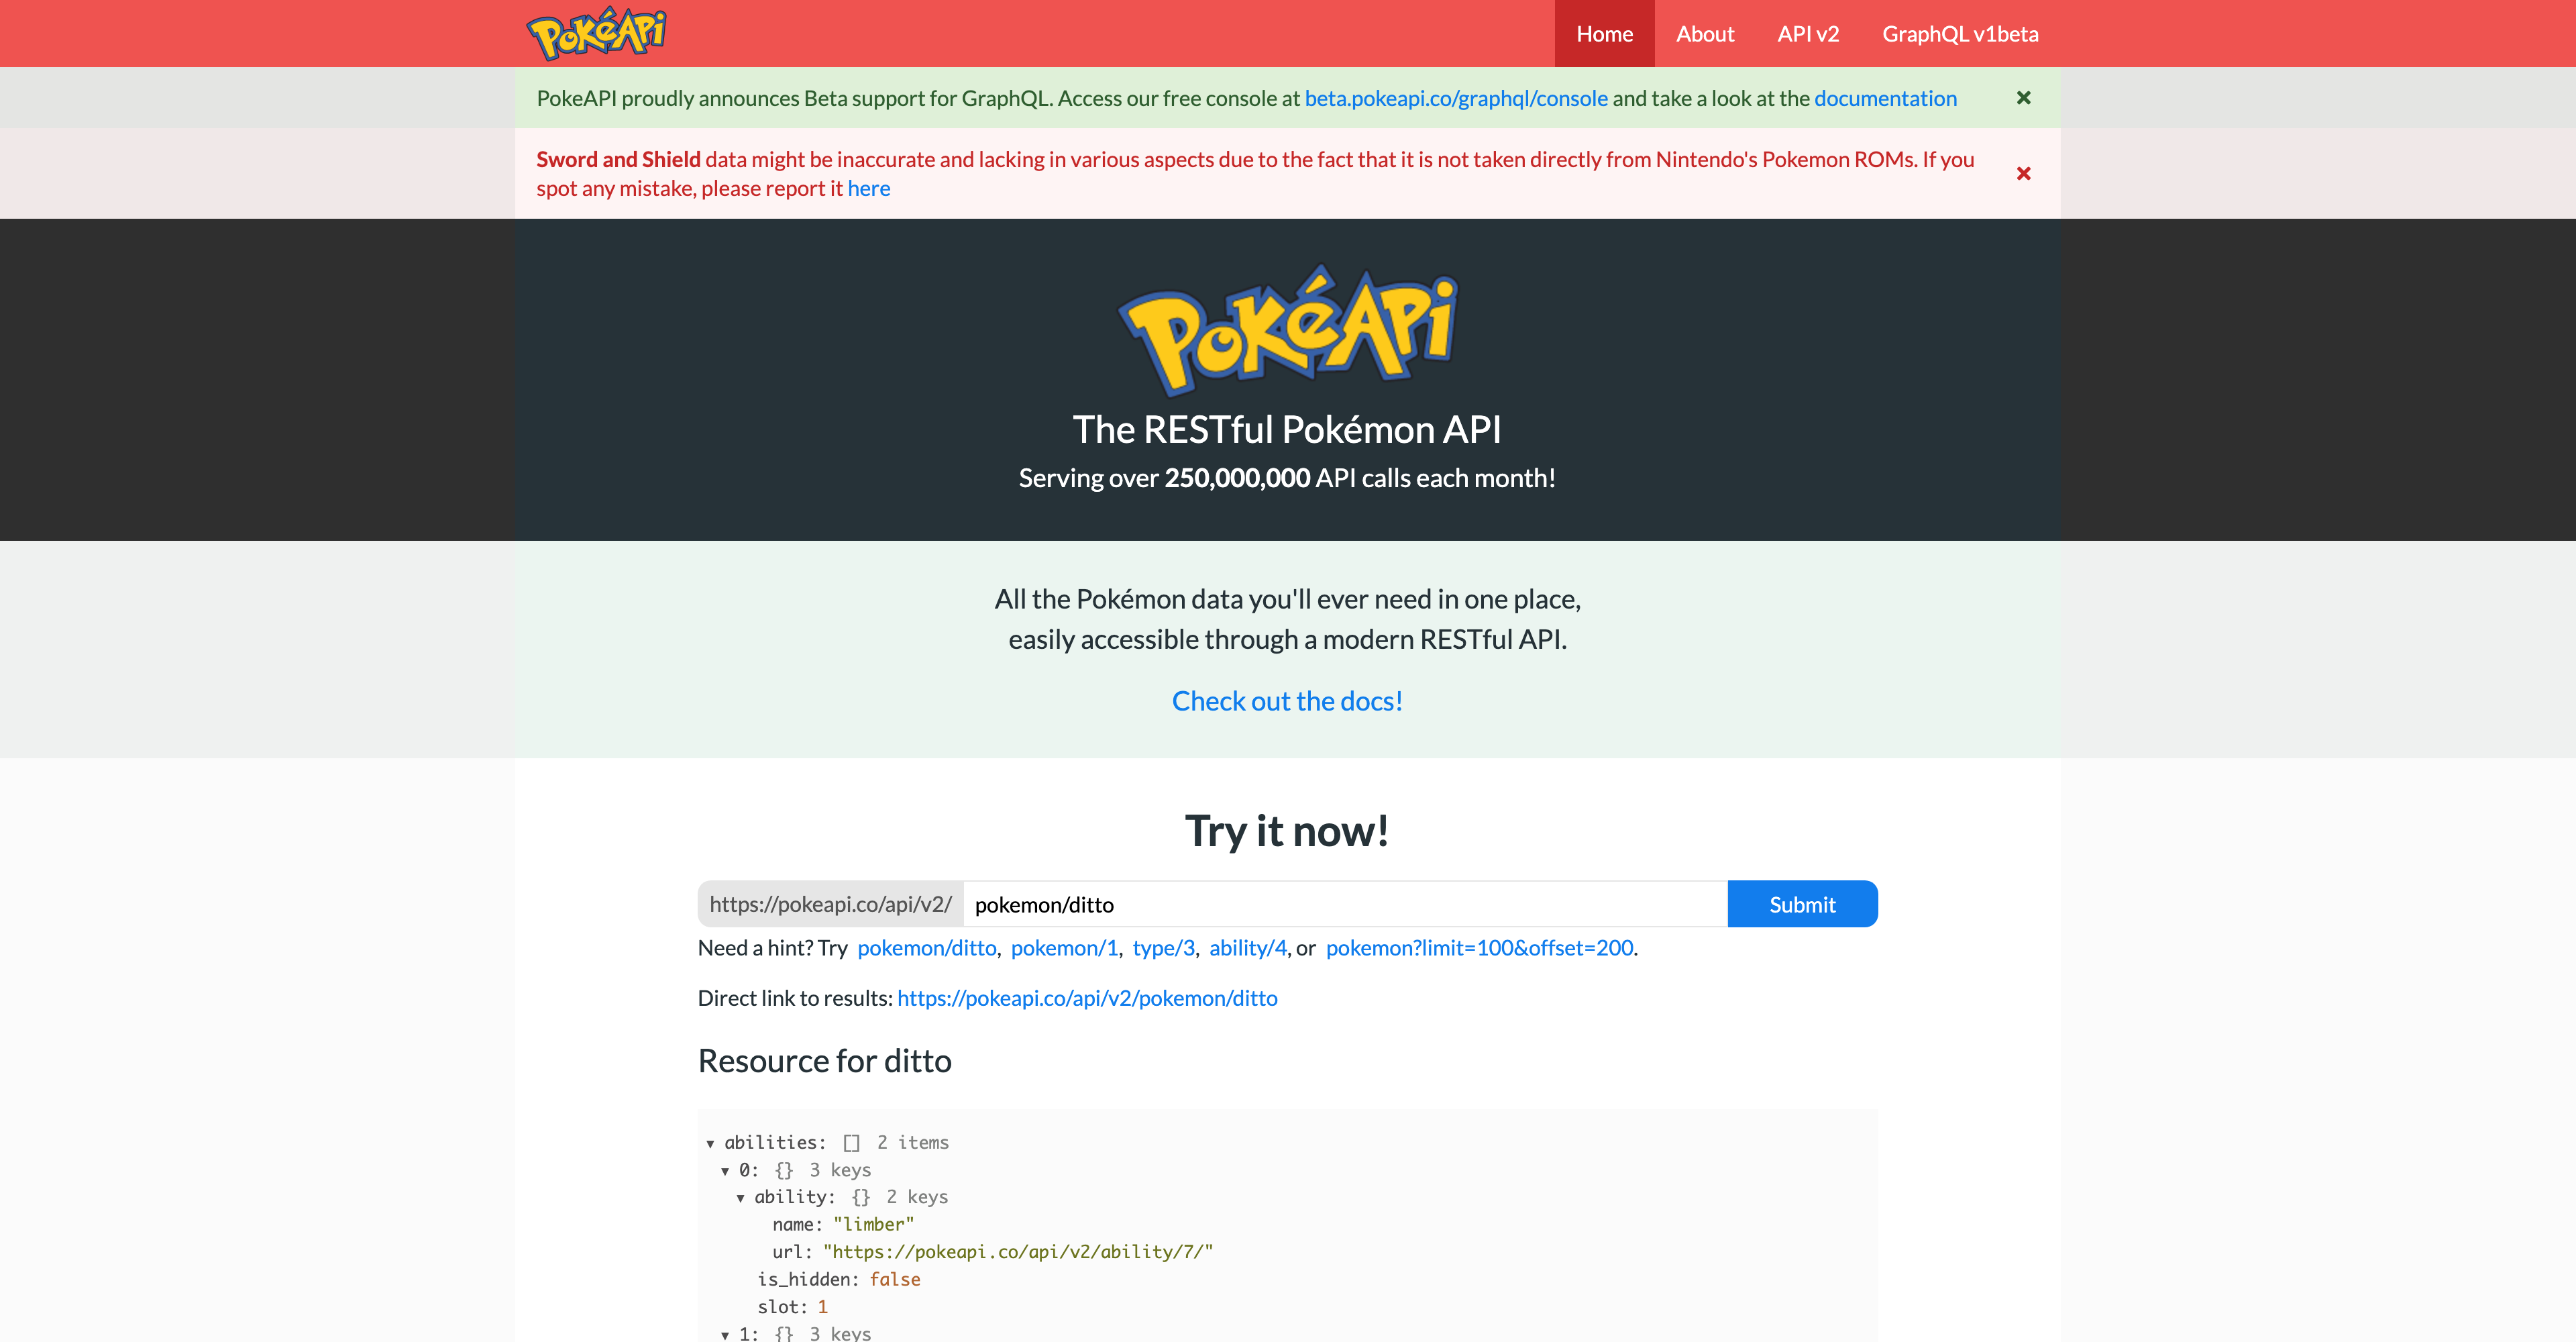 PokéAPi
Home
About
API v2
GraphQL v1beta
PokeAPI proudly announces Beta support for GraphQL. Access our free console at beta.pokeapi.co/graphql/console and take a look at the documentation
Sword and Shield data might be inaccurate and lacking in various aspects due to the fact that it is not taken directly from Nintendo's Pokemon ROMs. If you
spot any mistake, please report it here
PokéAPi
The RESTful Pokémon API
Serving over 250,000,000 API calls each month!
All the Pokémon data you'll ever need in one place,
easily accessible through a modern RESTful API.
Check out the docs!
Try it now!
https://pokeapi.co/api/v2/ pokemon/ditto Submit
Need a hint? Try pokemon/ditto, pokemon/1, type/3, ability/4, or pokemon?limit=100&offset=200.
Direct link to results: https://pokeapi.co/api/v2/pokemon/ditto
Resource for ditto
▼ abilities: [] 2 items
▼ 0: {} 3 keys
▼ ability: {} 2 keys
name: "limber"
url: "https://pokeapi.co/api/v2/ability/7/"
is_hidden: false
slot: 1
▼ 1: {} 3 keys